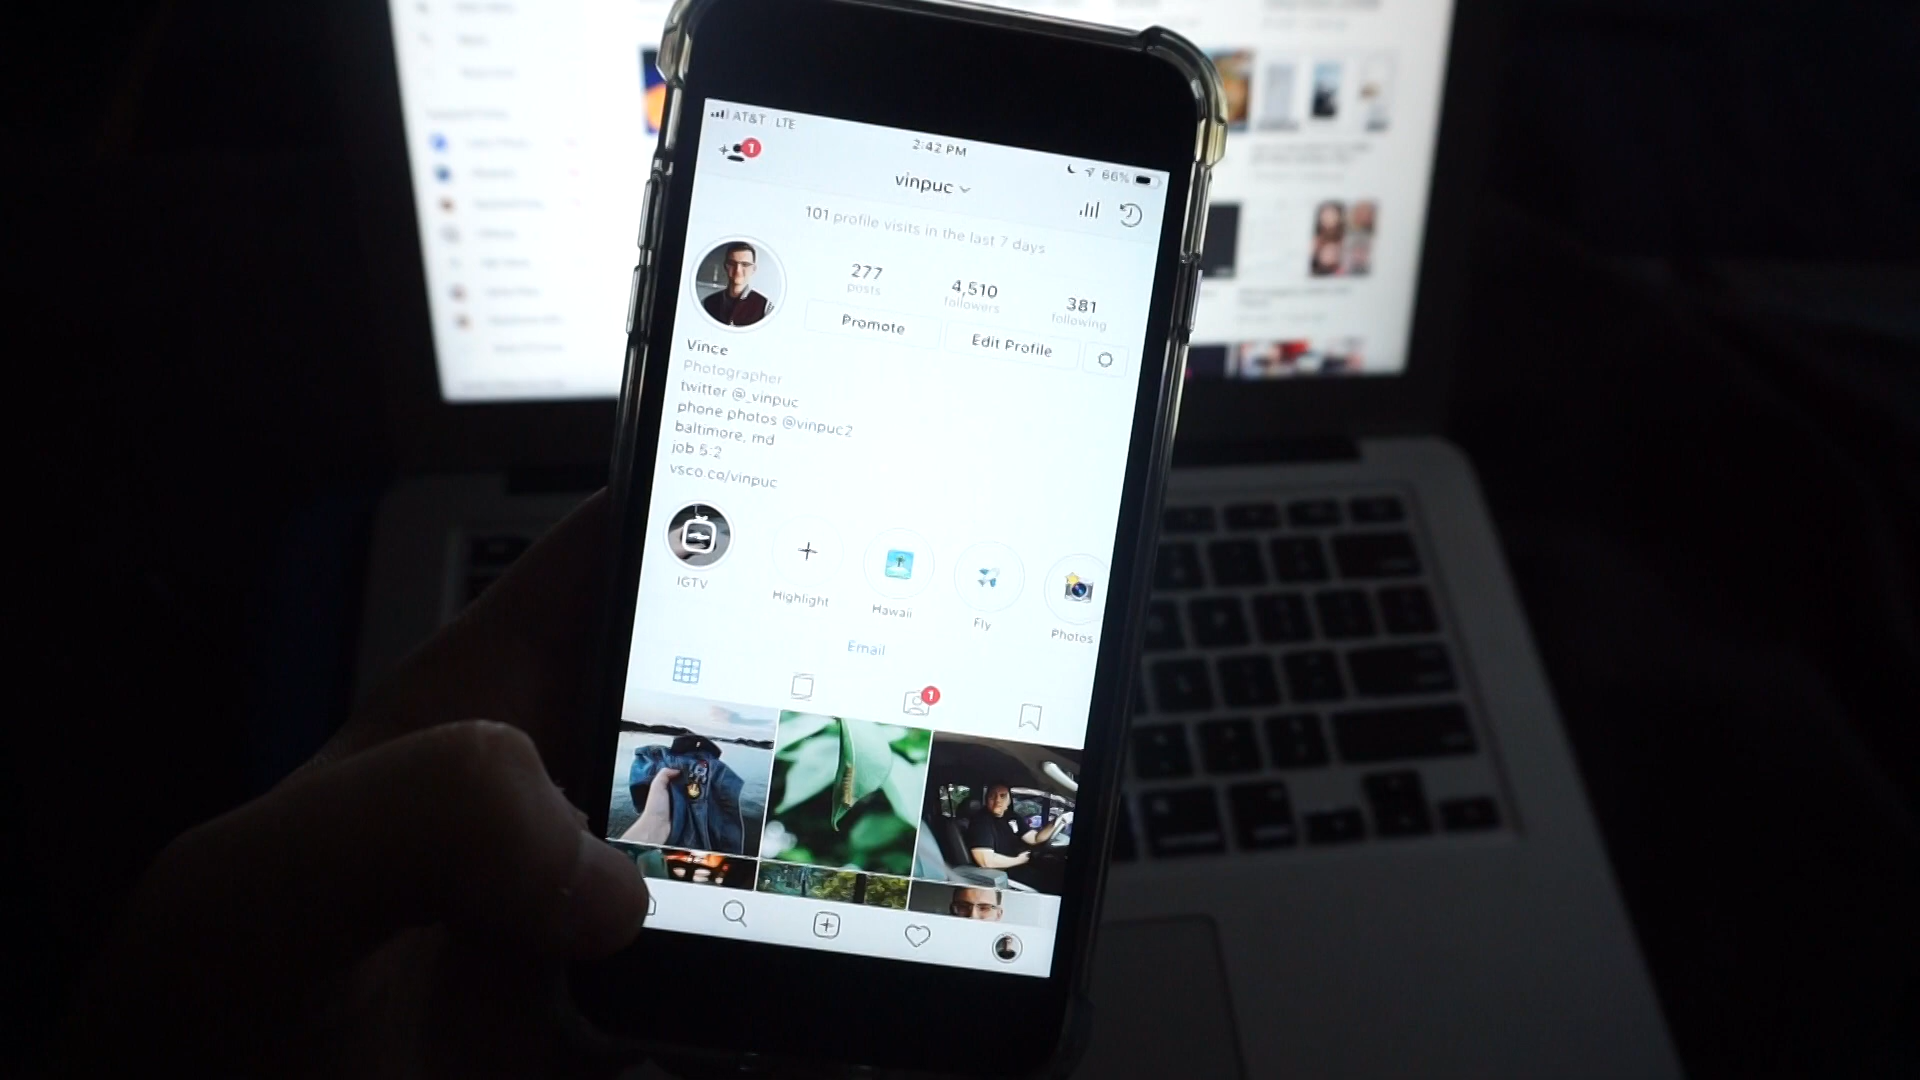 AT&T LTE
2:42 PM
66%
1
vinpuc
101 profile visits in the last 7 days
277
posts
4,510
followers
381
following
Promote
Edit Profile
Vince
Photographer
twitter @_vinpuc
phone photos @vinpuc2
baltimore, md
job 5:2
vsco.co/vinpuc
IGTV
Highlight
Hawaii
Fly
Photos
Email
1